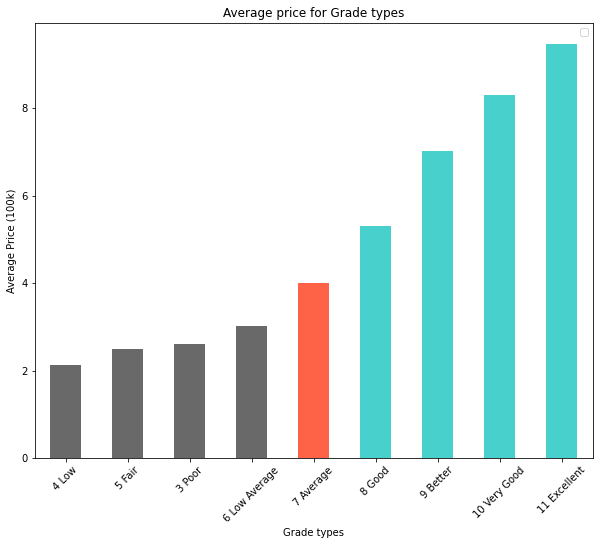 Average price for Grade types
Average Price (100k)
8
6
4
2
0
4 Low
5 Fair
3 Poor
6 Low Average
7 Average
8 Good
9 Better
10 Very Good
11 Excellent
Grade types